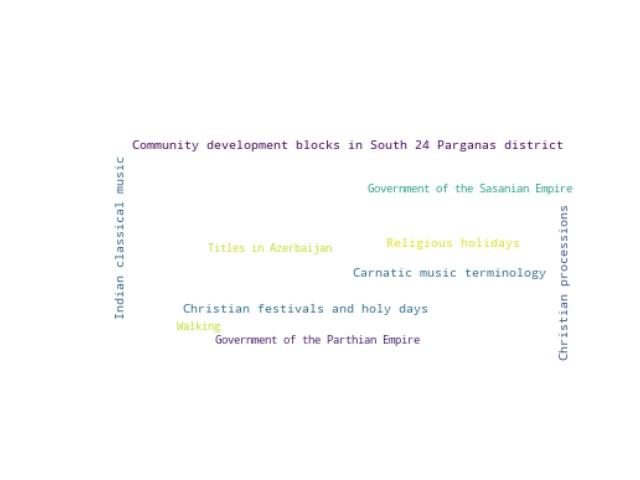 Community development blocks in South 24 Parganas district
Indian classical music
Government of the Sasanian Empire
Christian processions
Religious holidays
Titles in Azerbaijan
Carnatic music terminology
Christian festivals and holy days
Walking
Government of the Parthian Empire